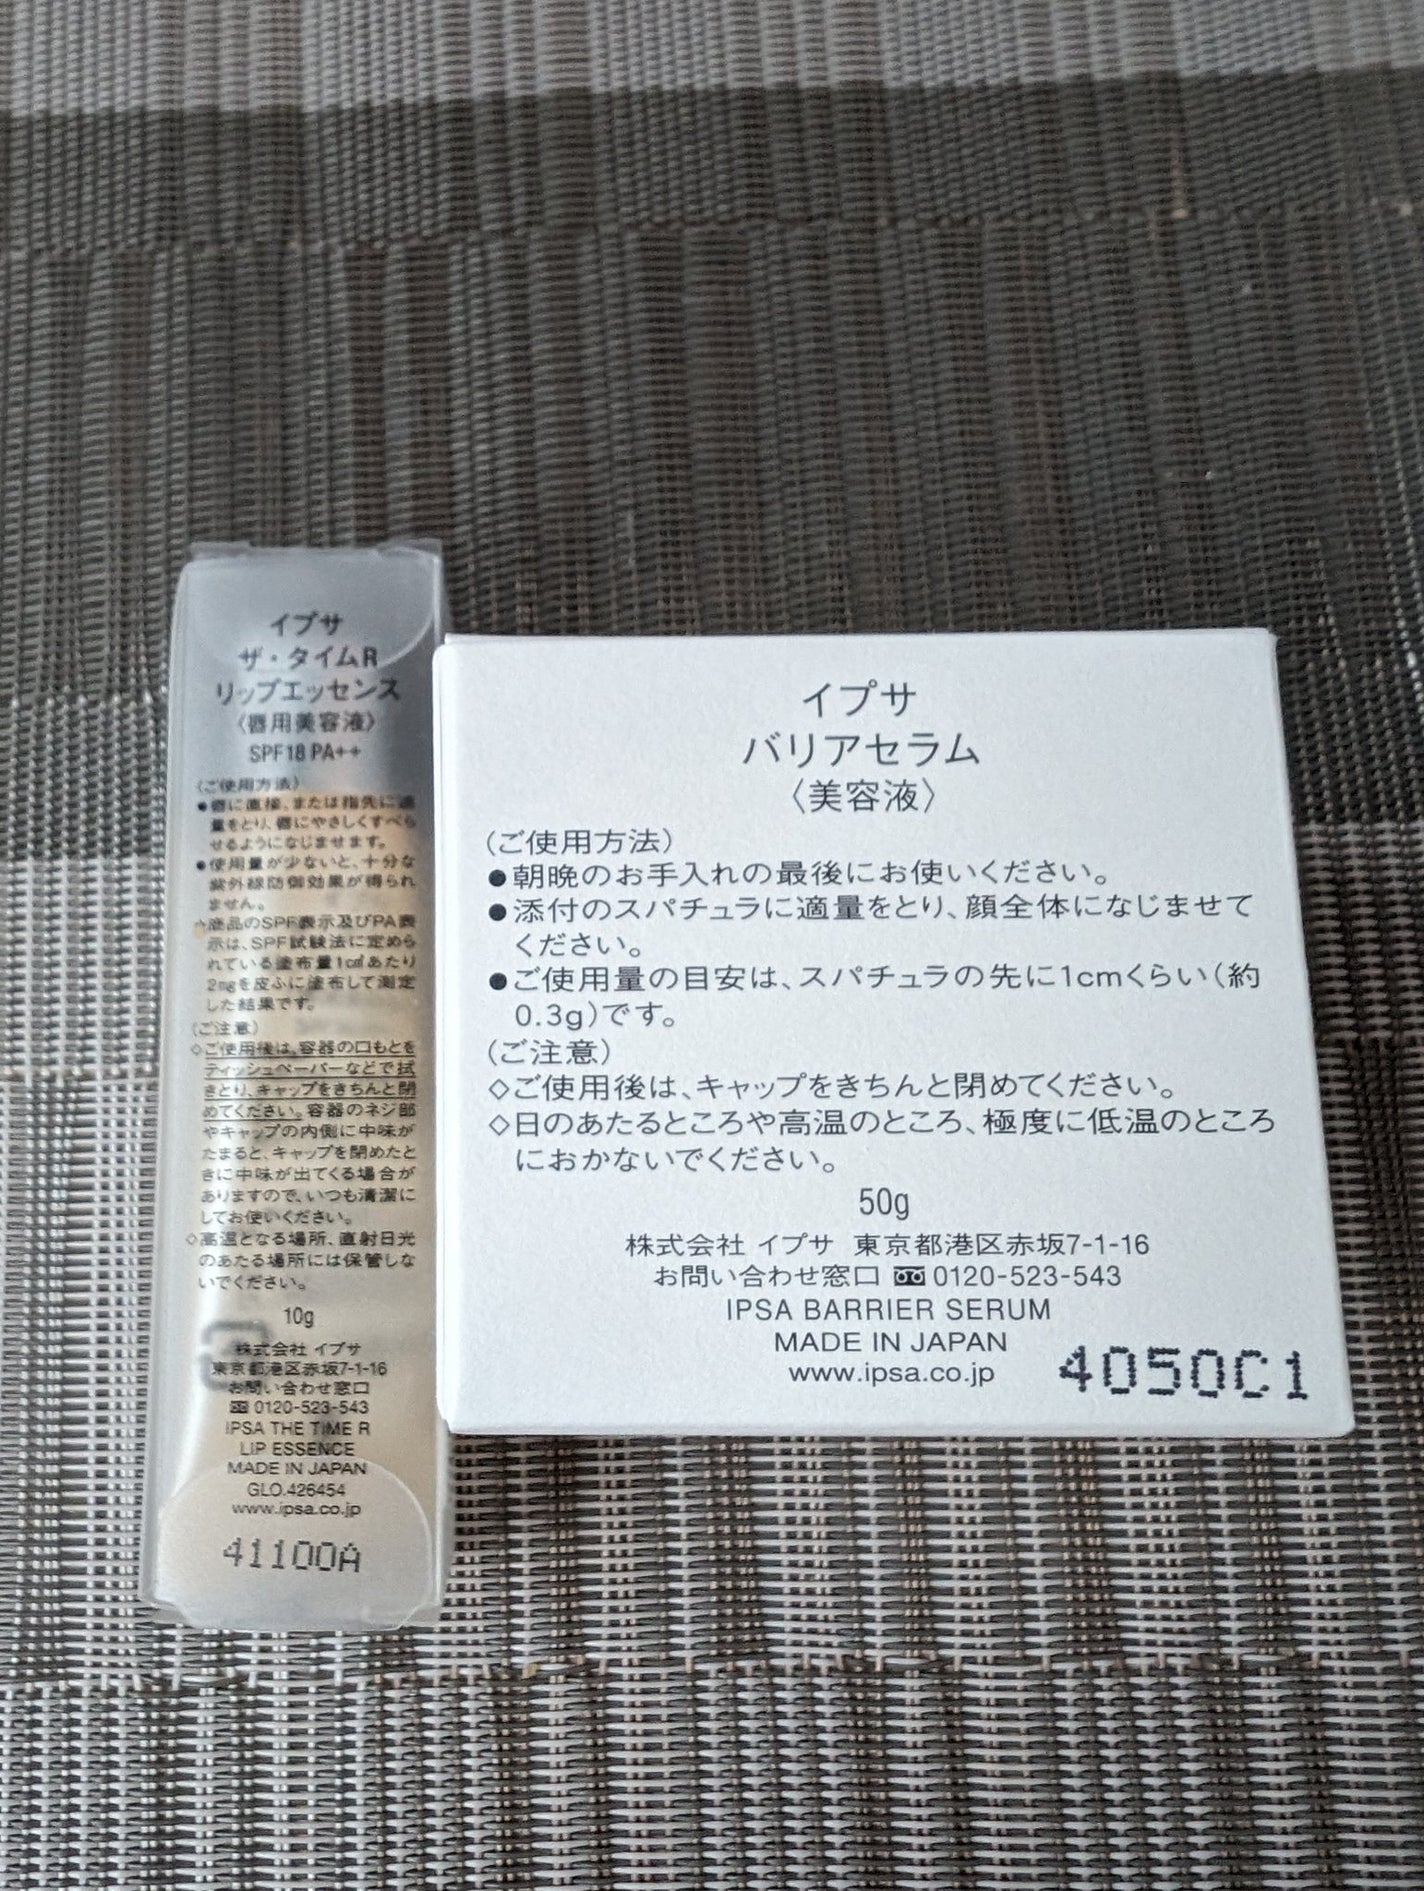 イプサ
ザ・タイムR
リップエッセンス
〈唇用美容液〉
SPF18 PA++
(ご使用方法)
●唇に直接、または指先に適
量をとり、唇にやさしくすべら
せるようになじませます。
●使用量が少ないと、十分な
紫外線防御効果が得られ
ません。
商品のSPF表示及びPA表
示は、SPF試験法に定めら
れている塗布量1c㎡あたり
2mgを皮ふに塗布して測定
した結果です。
(ご注意)
◇ご使用後は、容器の口もとを
ティッシュペーパーなどで拭
きとり、キャップをきちんと閉
めてください。容器のネジ部
やキャップの内側に中味が
たまると、キャップを閉めたと
きに中味が出てくる場合が
ありますので、いつも清潔に
してお使いください。
◇高温となる場所、直射日光
のあたる場所には保管しな
いでください。
10g
株式会社 イプサ
東京都港区赤坂7-1-16
お問い合わせ窓口
0120-523-543
IPSA THE TIME R
LIP ESSENCE
MADE IN JAPAN
GLO.426454
www.ipsa.co.jp
41100A
イプサ
バリアセラム
〈美容液〉
(ご使用方法)
●朝晩のお手入れの最後にお使いください。
●添付のスパチュラに適量をとり、顔全体になじませて
ください。
●ご使用量の目安は、スパチュラの先に1cmくらい(約
0.3g)です。
(ご注意)
◇ご使用後は、キャップをきちんと閉めてください。
◇日のあたるところや高温のところ、極度に低温のところ
におかないでください。
50g
株式会社 イプサ 東京都港区赤坂7-1-16
お問い合わせ窓口 0120-523-543
IPSA BARRIER SERUM
MADE IN JAPAN
www.ipsa.co.jp
4050C1